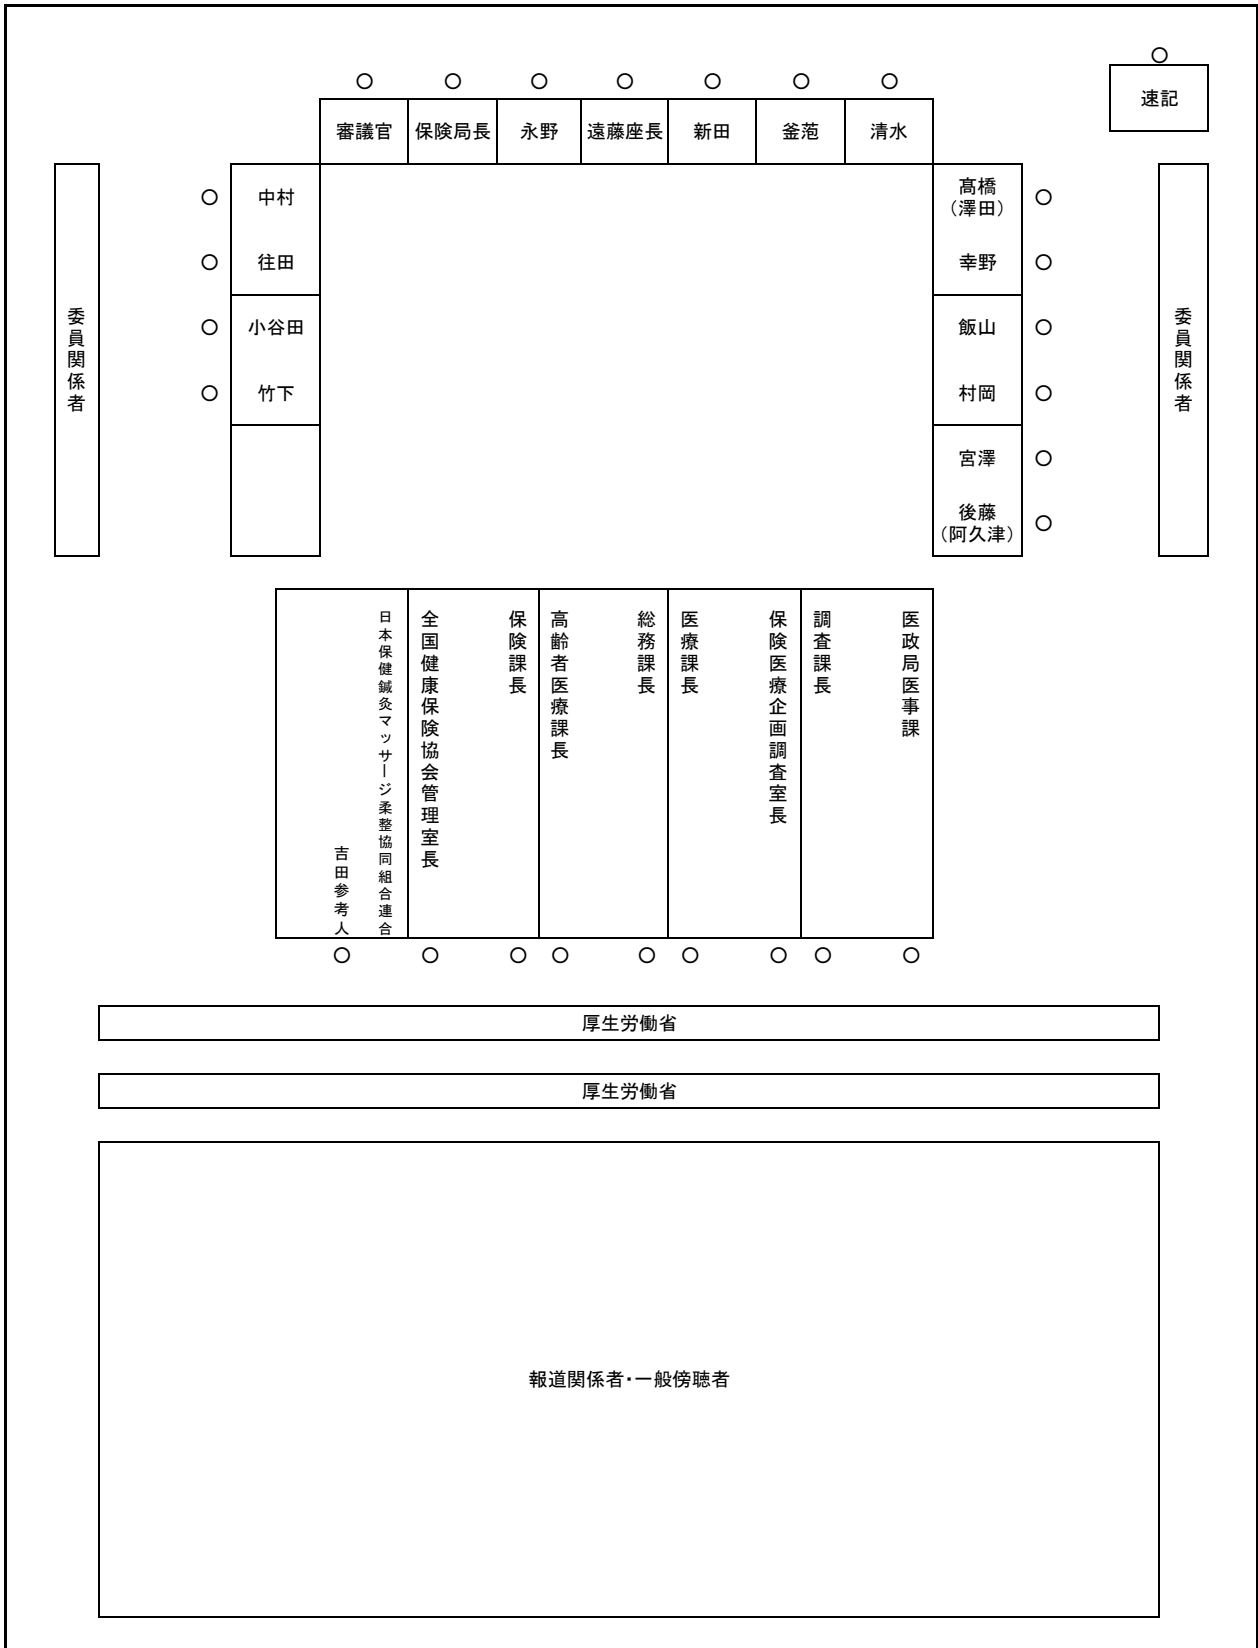 速記
審議官
保険局長
永野
遠藤座長
新田
釜萢
清水
中村
往田
小谷田
竹下
髙橋
（澤田）
幸野
飯山
村岡
宮澤
後藤
（阿久津）
委員関係者
委員関係者
吉田参考人
日本保健鍼灸マッサージ柔整協同組合連合
全国健康保険協会管理室長
保険課長
高齢者医療課長
総務課長
医療課長
保険医療企画調査室長
調査課長
医政局医事課
厚生労働省
厚生労働省
報道関係者・一般傍聴者